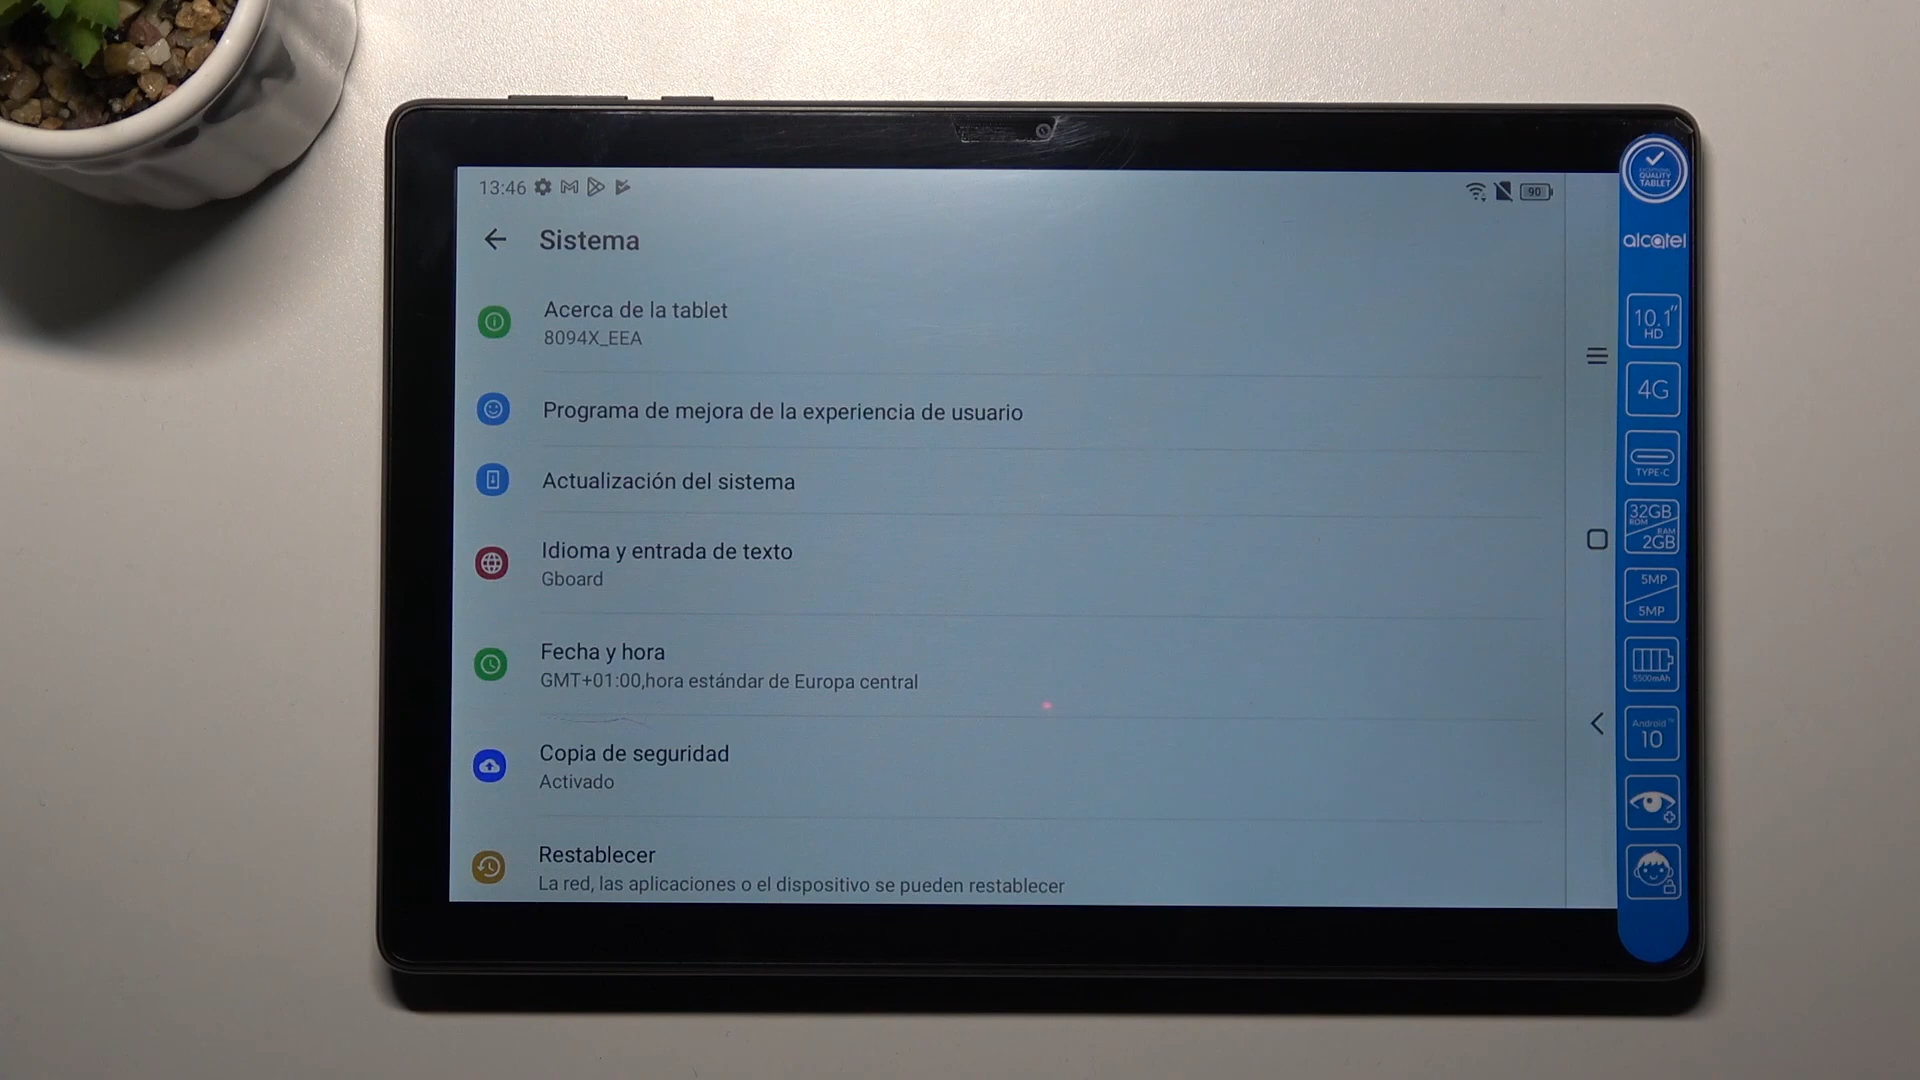 13:46
90
Sistema
Acerca de la tablet
8094X_EEA
Programa de mejora de la experiencia de usuario
Actualización del sistema
Idioma y entrada de texto
Gboard
Fecha y hora
GMT+01:00,hora estándar de Europa central
Copia de seguridad
Activado
Restablecer
La red, las aplicaciones o el dispositivo se pueden restablecer
QUALITY
TABLET
alcatel
10.1"
HD
4G
TYPE-C
32GB
ROM
RAM
2GB
5MP
5MP
5500mAh
Android™
10